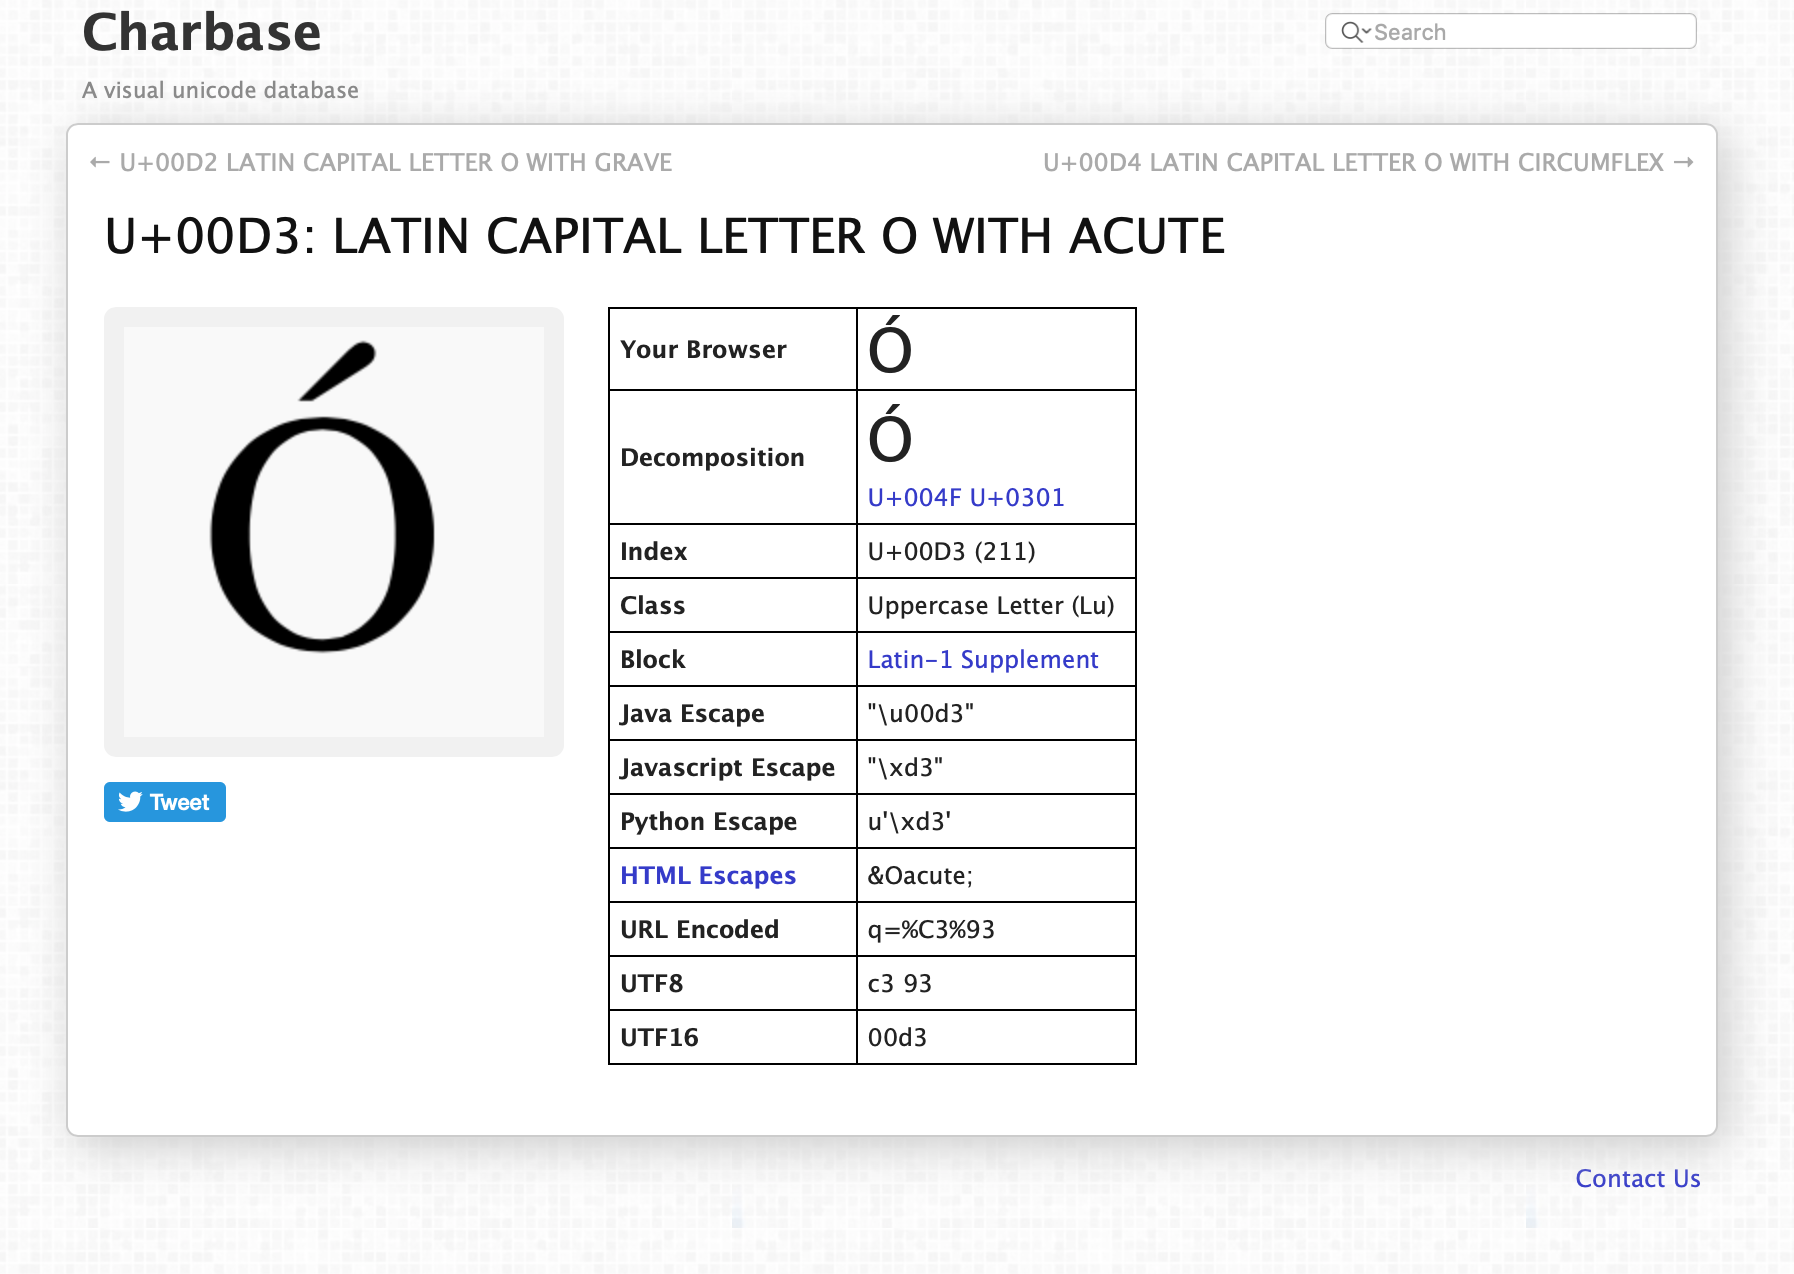 Charbase
Search
A visual unicode database
← U+00D2 LATIN CAPITAL LETTER O WITH GRAVE
U+00D4 LATIN CAPITAL LETTER O WITH CIRCUMFLEX →
U+00D3: LATIN CAPITAL LETTER O WITH ACUTE
Ó
Tweet
Your Browser Ó
Decomposition Ó
U+004F U+0301
Index U+00D3 (211)
Class Uppercase Letter (Lu)
Block Latin-1 Supplement
Java Escape "\u00d3"
Javascript Escape "\xd3"
Python Escape u'\xd3'
HTML Escapes &Oacute;
URL Encoded q=%C3%93
UTF8 c3 93
UTF16 00d3
Contact Us